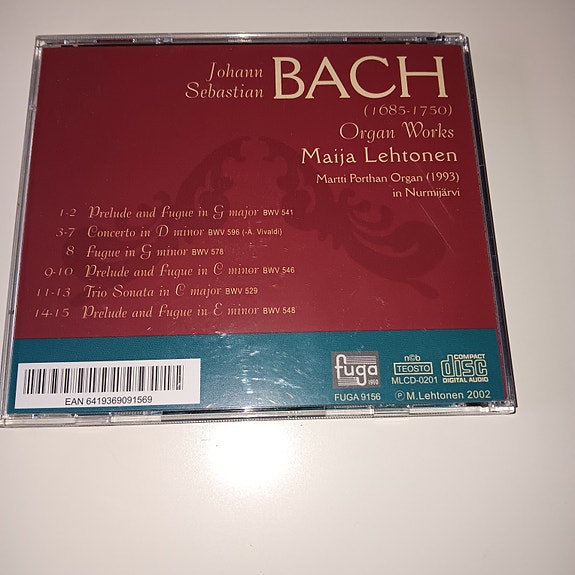 Johann
Sebastian BACH
(1685-1750)
Organ Works
Maija Lehtonen
Martti Porthan Organ (1993)
in Nurmijärvi
1-2 Prelude and Fugue in G major BWV 541
3-7 Concerto in D minor BWV 596 (-A. Vivaldi)
8 Fugue in G minor BWV 578
9-10 Prelude and Fugue in C minor BWV 546
11-13 Trio Sonata in C major BWV 529
14-15 Prelude and Fugue in E minor BWV 548
EAN 6419369091569
fuga
FUGA 9156
n©b
TEOSTO
MLCD-0201
COMPACT
disc
DIGITAL AUDIO
℗ M.Lehtonen 2002